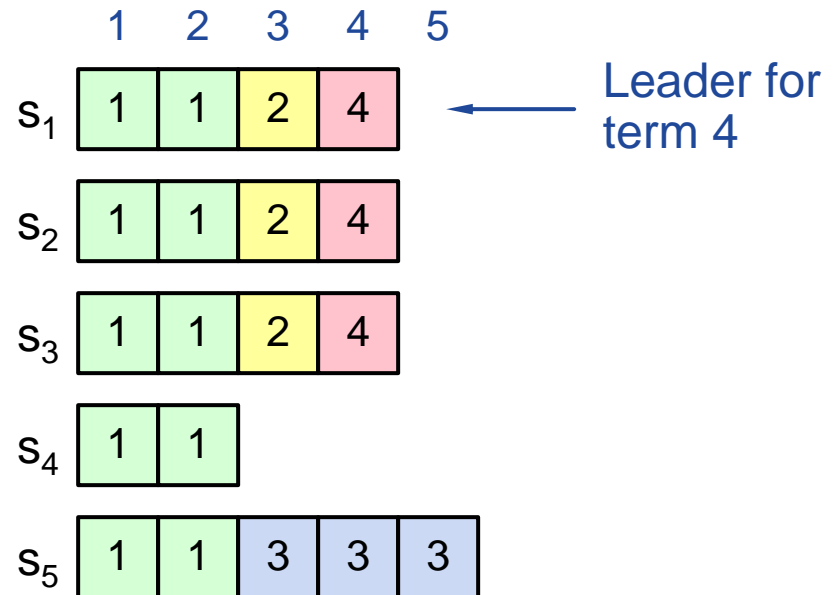 1 2 3 4 5
s1 1 1 2 4
Leader for
term 4
s2 1 1 2 4
s3 1 1 2 4
s4 1 1
s5 1 1 3 3 3